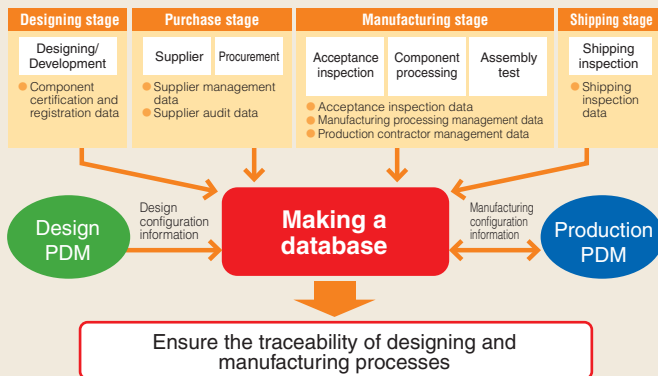 Designing stage
Purchase stage
Manufacturing stage
Shipping stage
Designing/
Development
Supplier
Procurement
Acceptance
inspection
Component
processing
Assembly
test
Shipping
inspection
Component
certification and
registration data
Supplier management
data
Supplier audit data
Acceptance inspection data
Manufacturing processing management data
Production contractor management data
Shipping
inspection
data
Design
PDM
Design
configuration
information
Making a
database
Manufacturing
configuration
information
Production
PDM
Ensure the traceability of designing and
manufacturing processes